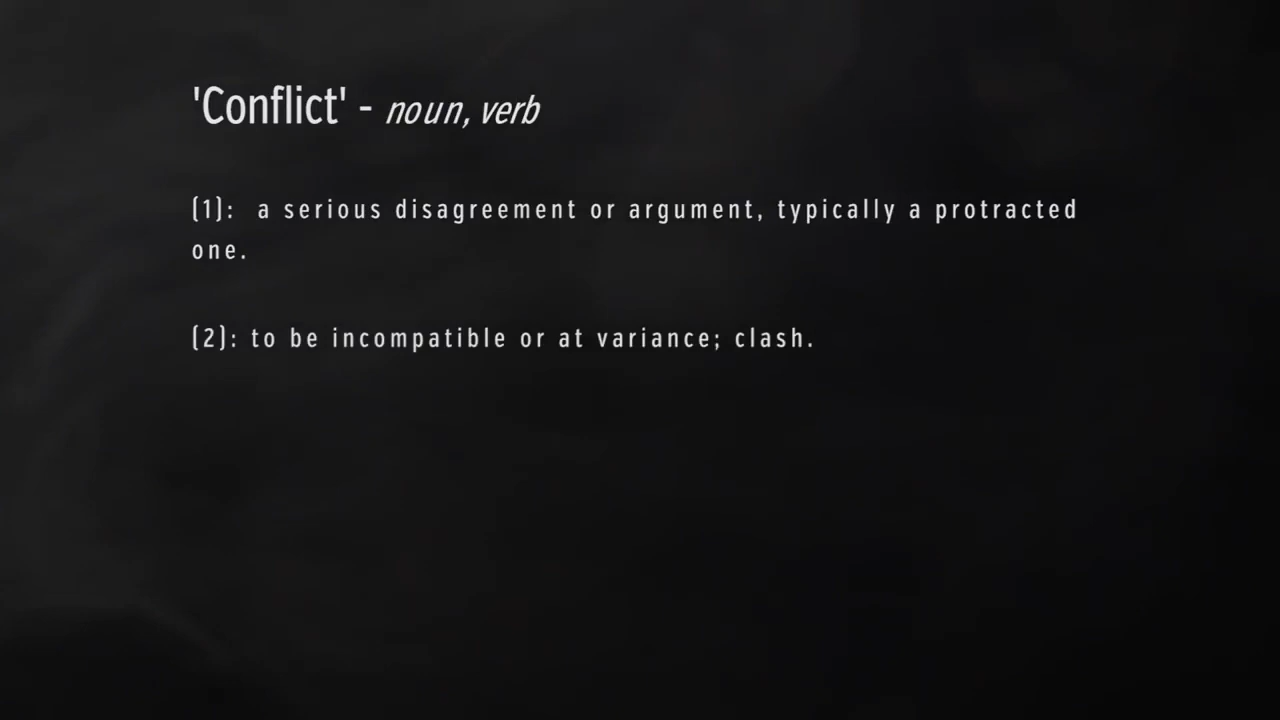 'Conflict' - noun, verb
(1): a serious disagreement or argument, typically a protracted
one.
(2): to be incompatible or at variance; clash.